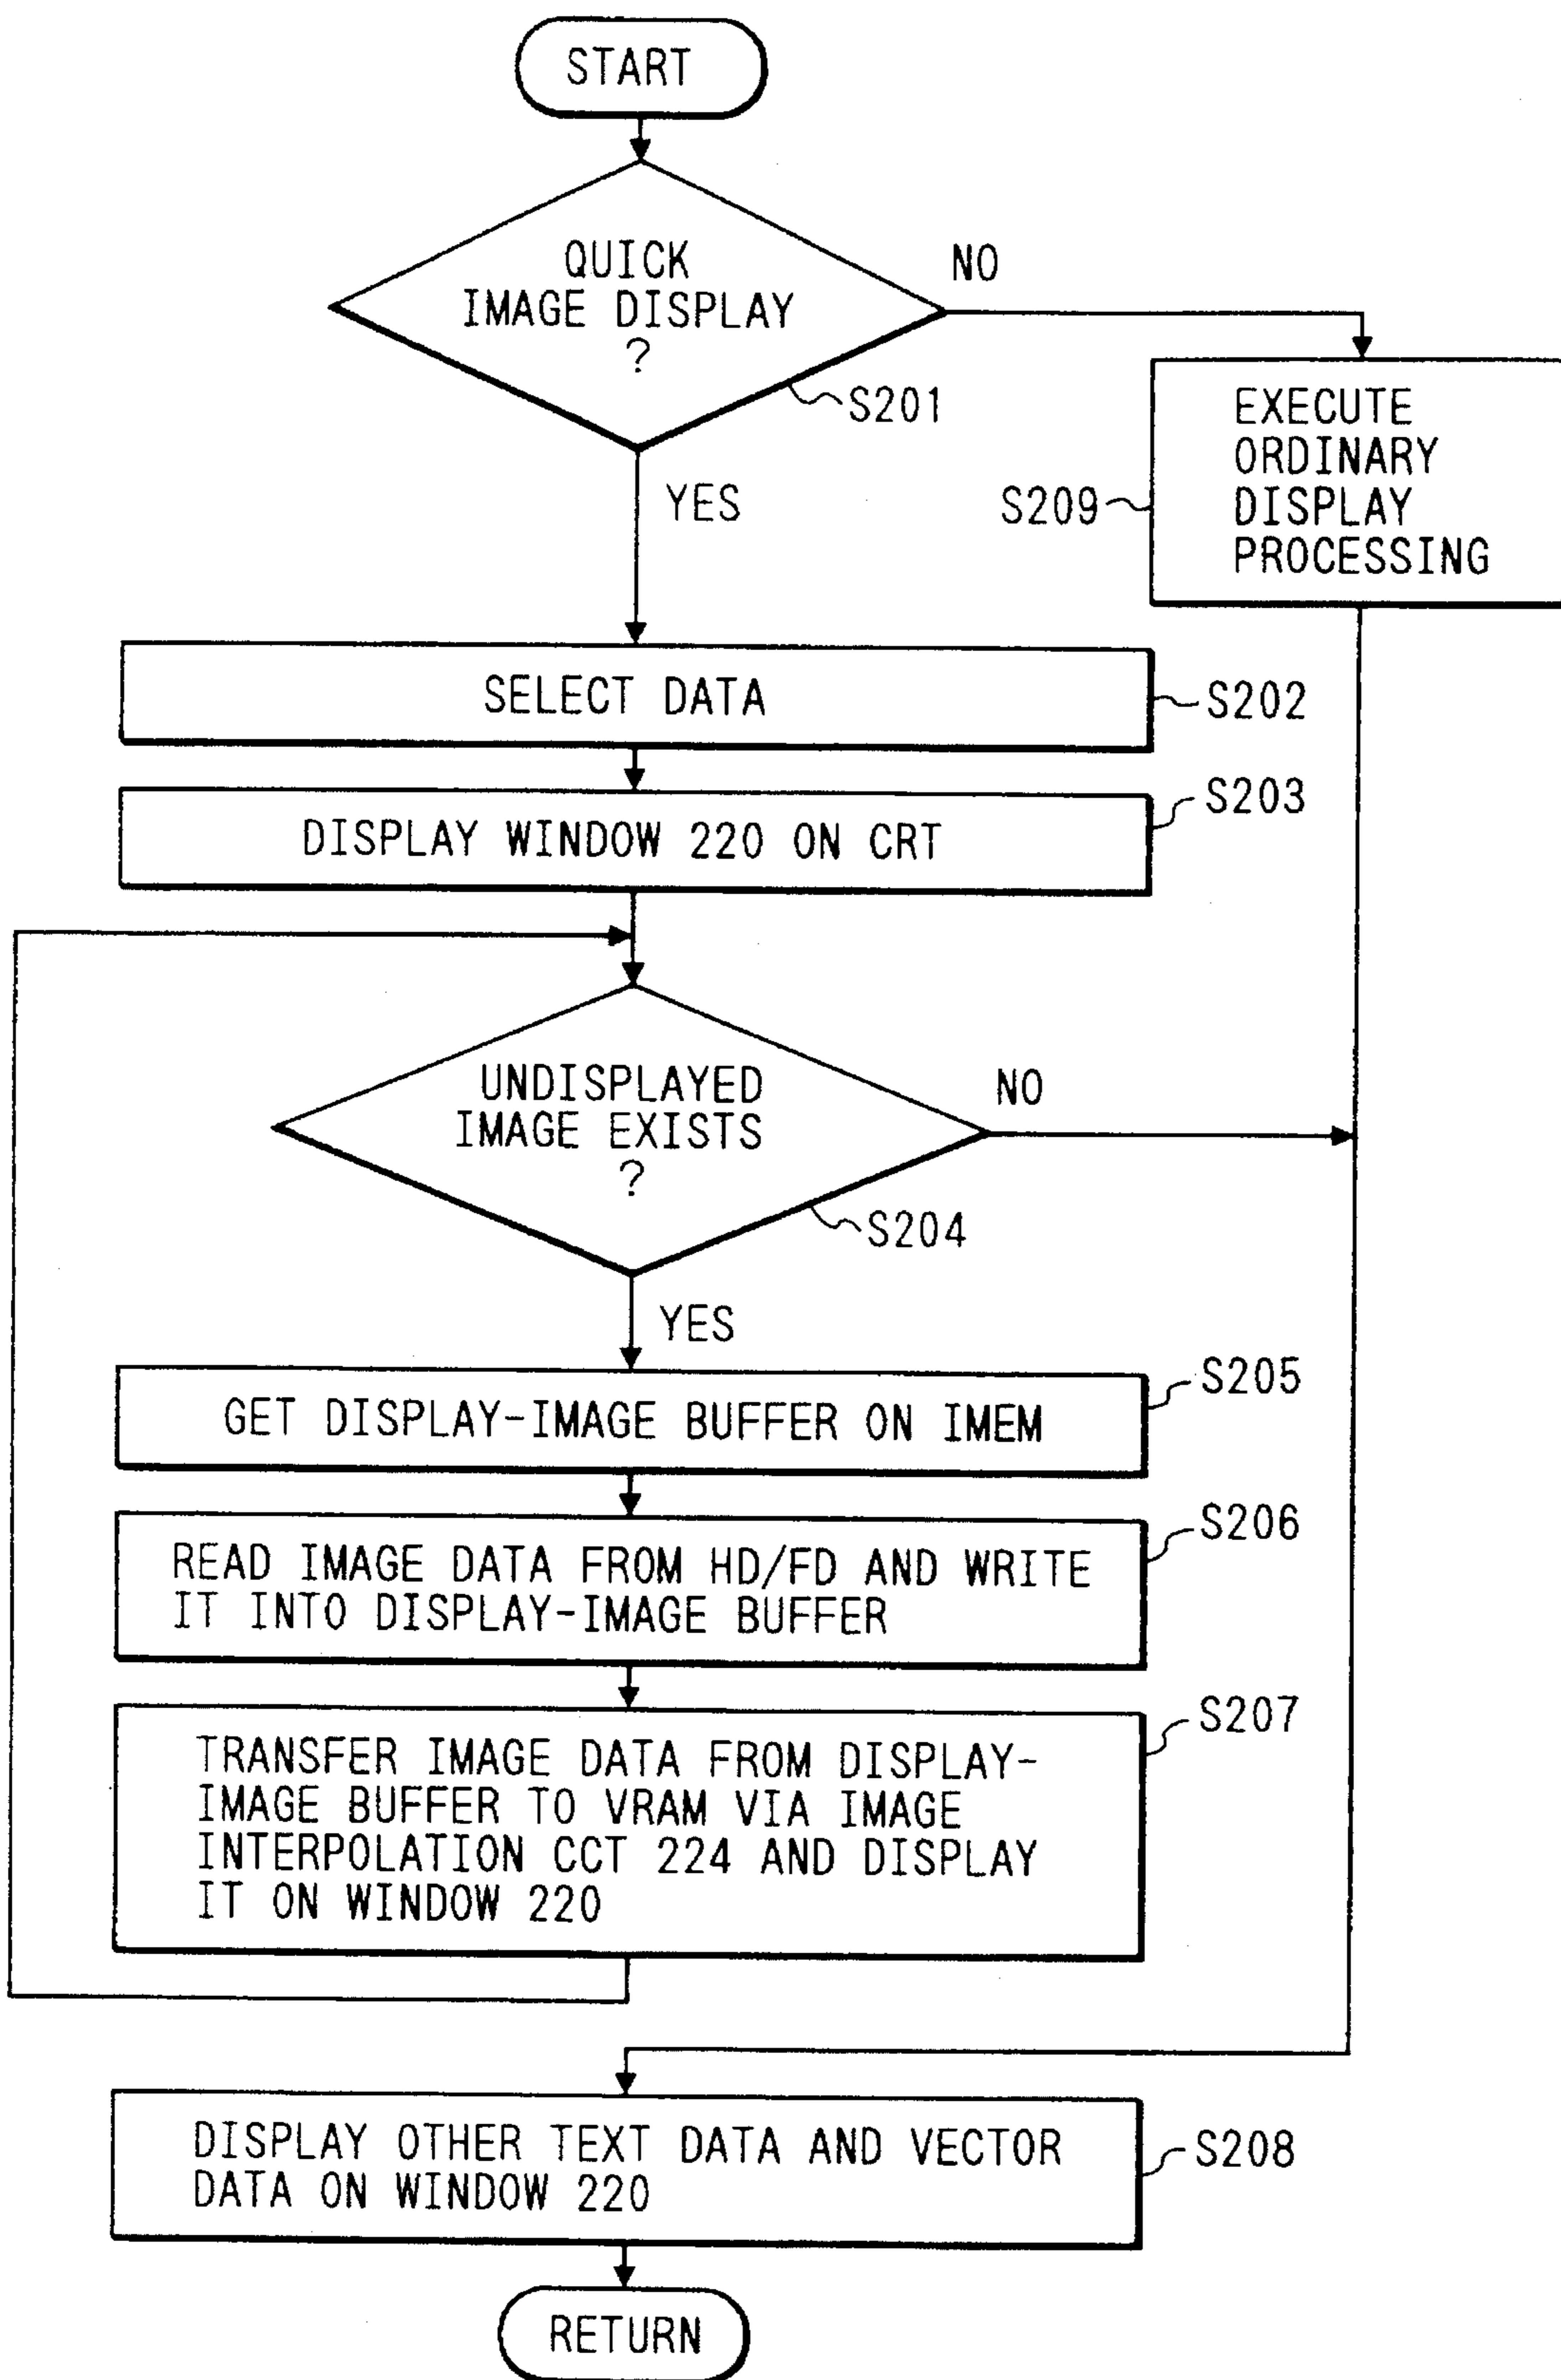 START
QUICK
IMAGE DISPLAY
?
NO
S201
YES
EXECUTE
ORDINARY
DISPLAY
PROCESSING
S209
SELECT DATA
S202
DISPLAY WINDOW 220 ON CRT
S203
UNDISPLAYED
IMAGE EXISTS
?
NO
S204
YES
GET DISPLAY-IMAGE BUFFER ON IMEM
S205
READ IMAGE DATA FROM HD/FD AND WRITE
IT INTO DISPLAY-IMAGE BUFFER
S206
TRANSFER IMAGE DATA FROM DISPLAY-
IMAGE BUFFER TO VRAM VIA IMAGE
INTERPOLATION CCT 224 AND DISPLAY
IT ON WINDOW 220
S207
DISPLAY OTHER TEXT DATA AND VECTOR
DATA ON WINDOW 220
S208
RETURN